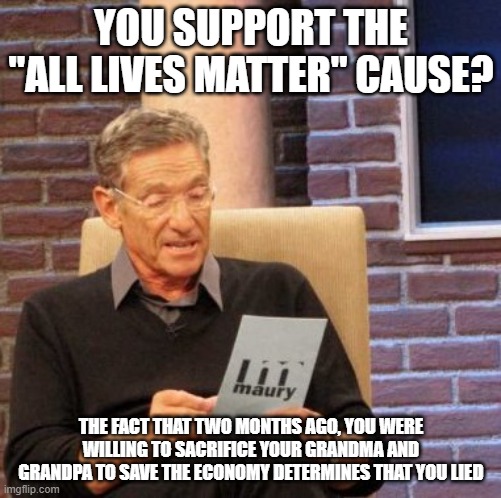 YOU SUPPORT THE
"ALL LIVES MATTER" CAUSE?
maury
THE FACT THAT TWO MONTHS AGO, YOU WERE
WILLING TO SACRIFICE YOUR GRANDMA AND
GRANDPA TO SAVE THE ECONOMY DETERMINES THAT YOU LIED
imgflip.com